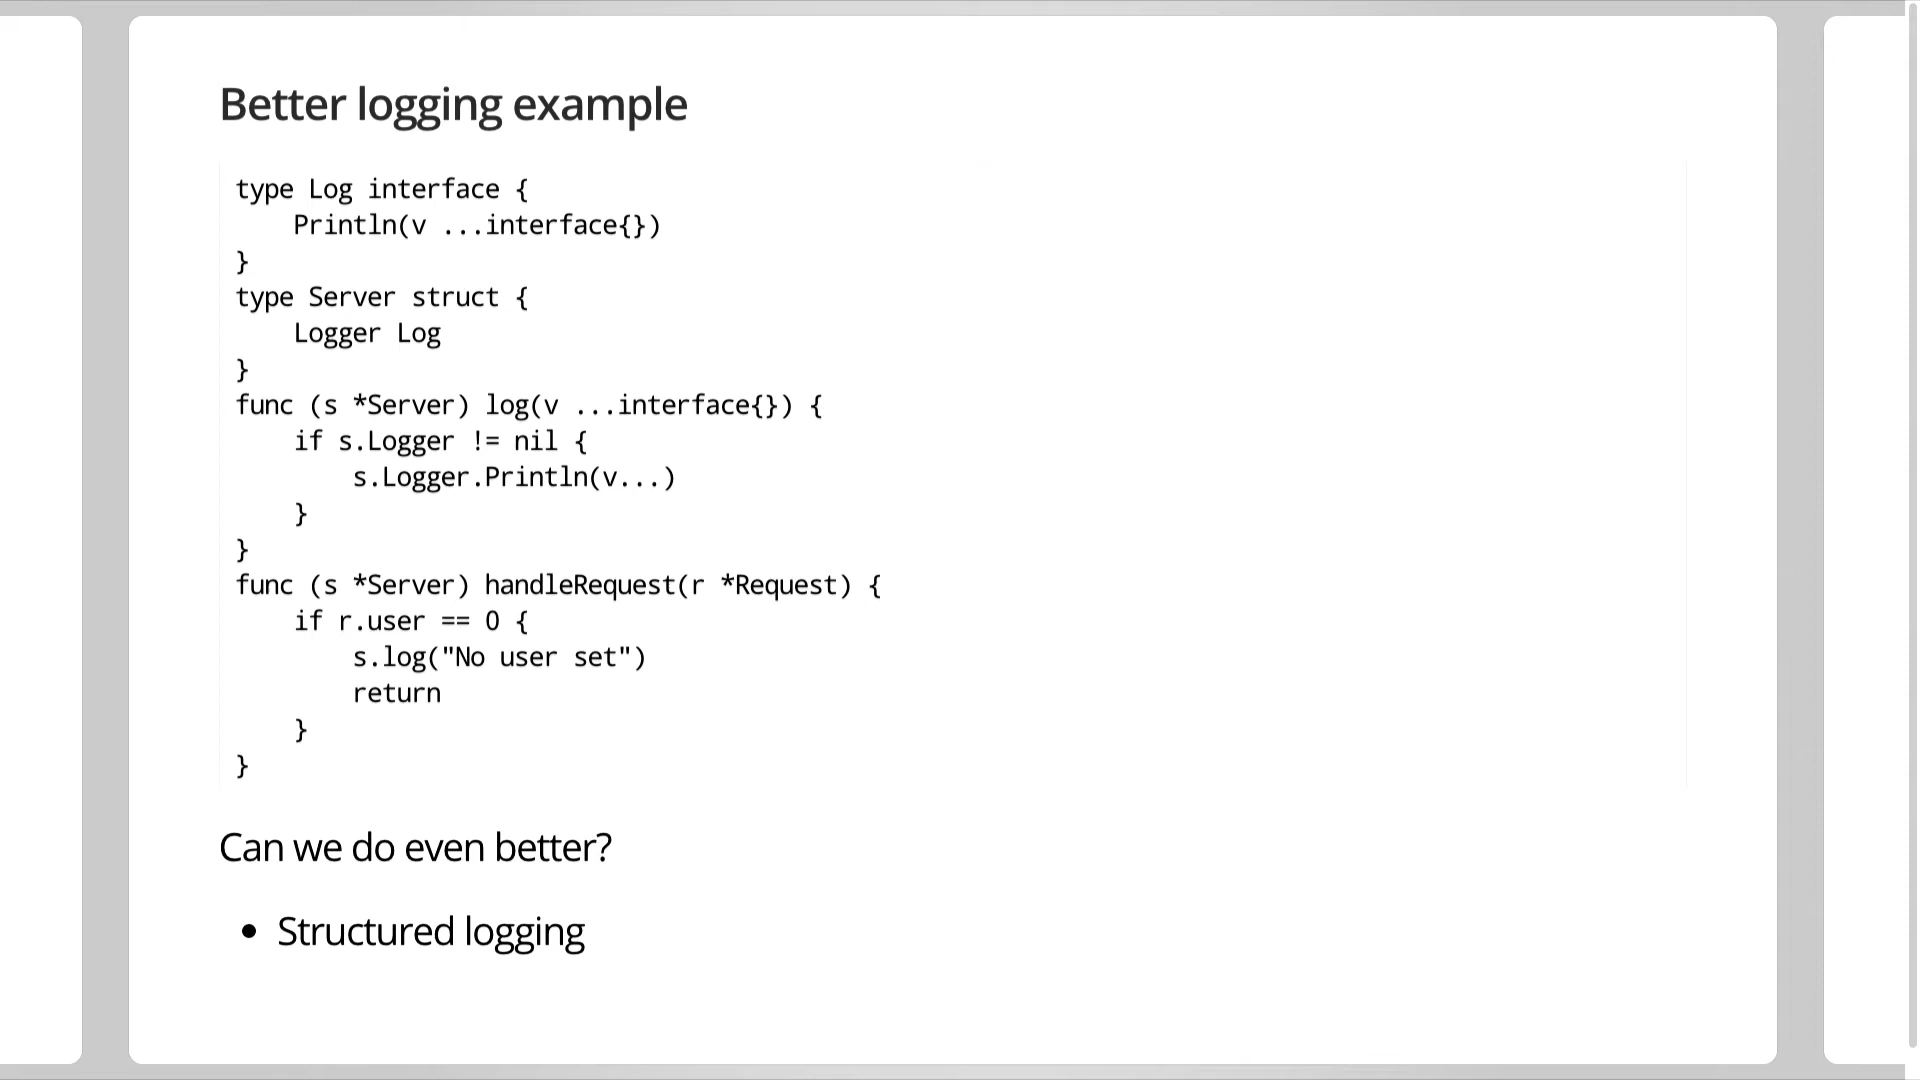 Better logging example
type Log interface {
    Println(v ...interface{})
}
type Server struct {
    Logger Log
}
func (s *Server) log(v ...interface{}) {
    if s.Logger != nil {
        s.Logger.Println(v...)
    }
}
func (s *Server) handleRequest(r *Request) {
    if r.user == 0 {
        s.log("No user set")
        return
    }
}
Can we do even better?
• Structured logging